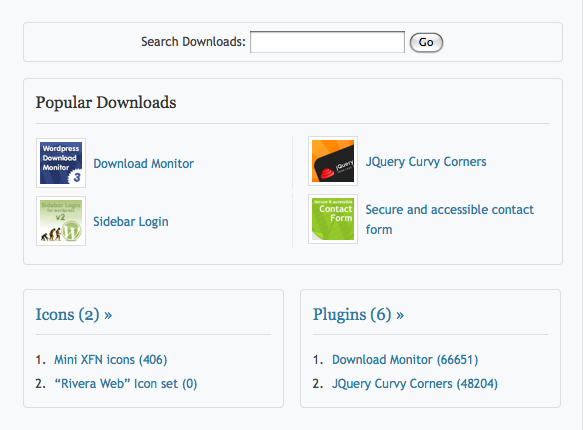 Search Downloads:
Go
Popular Downloads
Wordpress
Download
Monitor
3
Download Monitor
jQuery
JQuery Curvy Corners
Sidebar Login
for wordpress
v2
Sidebar Login
Secure & accessible
Contact
Form
Secure and accessible contact
form
Icons (2) »
1. Mini XFN icons (406)
2. “Rivera Web” Icon set (0)
Plugins (6) »
1. Download Monitor (66651)
2. JQuery Curvy Corners (48204)